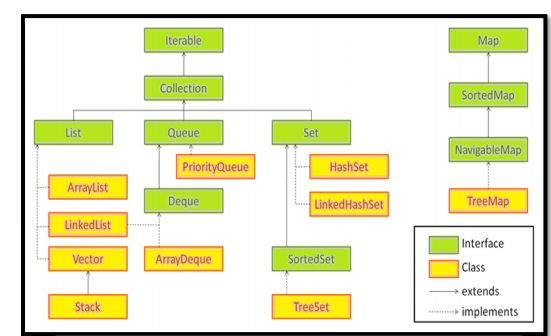 Iterable
Map
Collection
SortedMap
List
Queue
Set
NavigableMap
PriorityQueue
HashSet
ArrayList
Deque
LinkedHashSet
TreeMap
LinkedList
Vector
ArrayDeque
SortedSet
Stack
TreeSet
Interface
Class
extends
implements